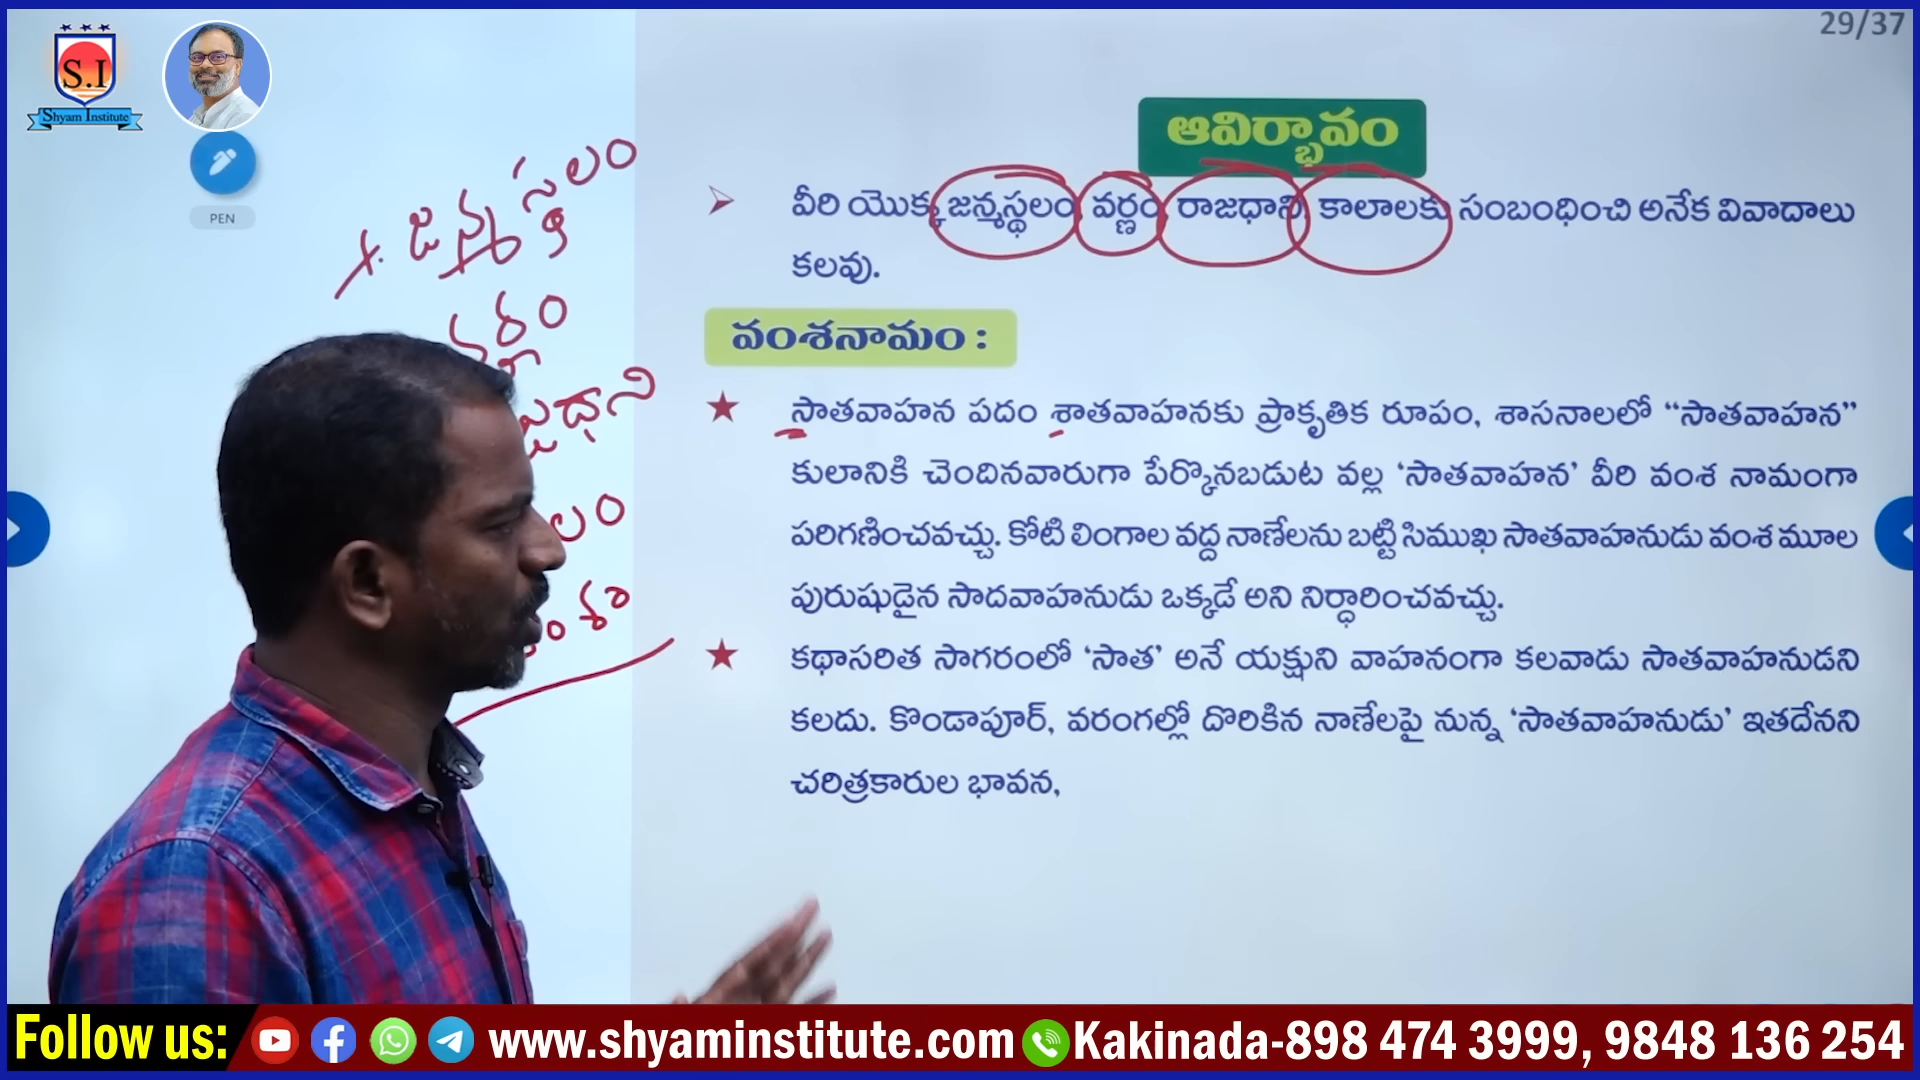 29/37
S.I
Shyam Institute
PEN
ఆవిర్భావం
వీరి యొక్క జన్మస్థలం, వర్ణం, రాజధాని, కాలాలకు సంబంధించి అనేక వివాదాలు
కలవు.
వంశనామం :
సాతవాహన పదం శాతవాహనకు ప్రాకృతిక రూపం, శాసనాలలో “సాతవాహన”
కులానికి చెందినవారుగా పేర్కొనబడుట వల్ల ‘సాతవాహన’ వీరి వంశ నామంగా
పరిగణించవచ్చు. కోటి లింగాల వద్ద నాణేలను బట్టి సిముఖ సాతవాహనుడు వంశ మూల
పురుషుడైన సాదవాహనుడు ఒక్కడే అని నిర్ధారించవచ్చు.
కథాసరిత సాగరంలో ‘సాత’ అనే యక్షుని వాహనంగా కలవాడు సాతవాహనుడని
కలదు. కొండాపూర్, వరంగల్లో దొరికిన నాణేలపై నున్న ‘సాతవాహనుడు’ ఇతదేనని
చరిత్రకారుల భావన,
జన్మ స్థలం
వర్ణం
Follow us: www.shyaminstitute.com Kakinada-898 474 3999, 9848 136 254